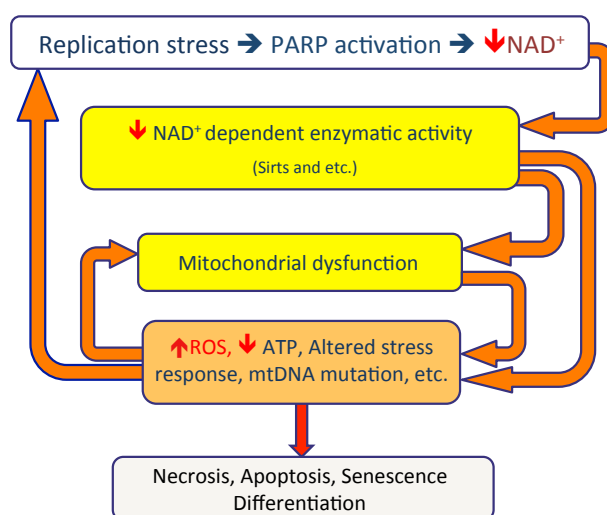 Replication stress ➔ PARP activation ➔ ↓NAD⁺
↓ NAD⁺ dependent enzymatic activity
(Sirts and etc.)
Mitochondrial dysfunction
↑ROS, ↓ ATP, Altered stress
response, mtDNA mutation, etc.
Necrosis, Apoptosis, Senescence
Differentiation